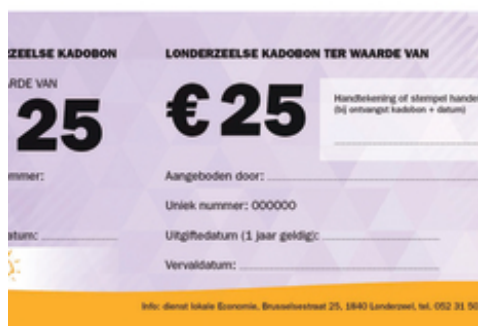 ZEELSE KADOBON
RDE VAN
25
mmer:
atum:
LONDERZEELSE KADOBON TER WAARDE VAN
€ 25
Handtekening of stempel hande
(bij ontvangst kadobon + datum)
Aangeboden door:
Uniek nummer: 000000
Uitgiftedatum (1 jaar geldig):
Vervaldatum:
Info: dienst lokale Economie, Brusselsestraat 25, 1840 Londerzeel, tel. 052 31 50